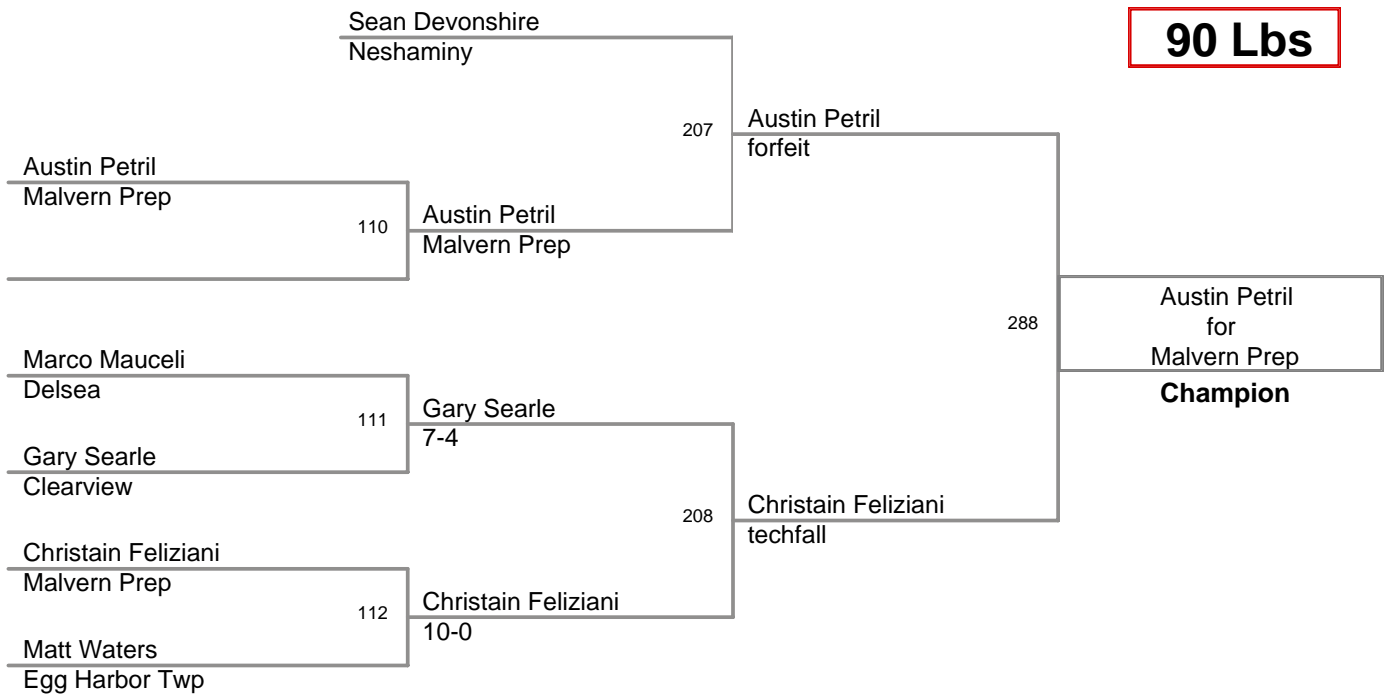 Sean Devonshire
Neshaminy
90 Lbs
207
Austin Petril
forfeit
Austin Petril
Malvern Prep
110
Austin Petril
Malvern Prep
288
Austin Petril
for
Malvern Prep
Champion
Marco Mauceli
Delsea
111
Gary Searle
7-4
Gary Searle
Clearview
208
Christain Feliziani
techfall
Christain Feliziani
Malvern Prep
112
Christain Feliziani
10-0
Matt Waters
Egg Harbor Twp